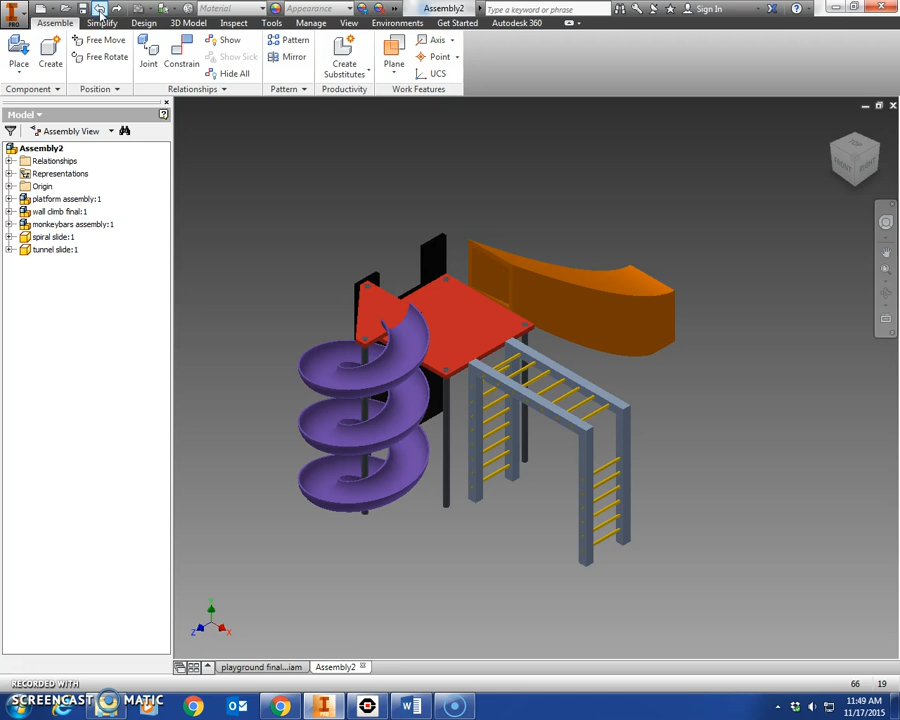 Material
Appearance
Assembly2
Type a keyword or phrase
Sign In
PRO
Assemble Simplify Design 3D Model Inspect Tools Manage View Environments Get Started Autodesk 360
Place
Create
Free Move
Free Rotate
Joint
Constrain
Show
Show Sick
Hide All
Pattern
Mirror
Create
Substitutes
Plane
Axis
Point
UCS
Component Position Relationships Pattern Productivity Work Features
Model
Assembly View
Assembly2
Relationships
Representations
Origin
platform assembly:1
wall climb final:1
monkeybars assembly:1
spiral slide:1
tunnel slide:1
TOP
FRONT
RIGHT
Y
Z
X
playground final...iam
Assembly2
66 19
RECORDED WITH
SCREENCAST MATIC
11:49 AM
11/17/2015